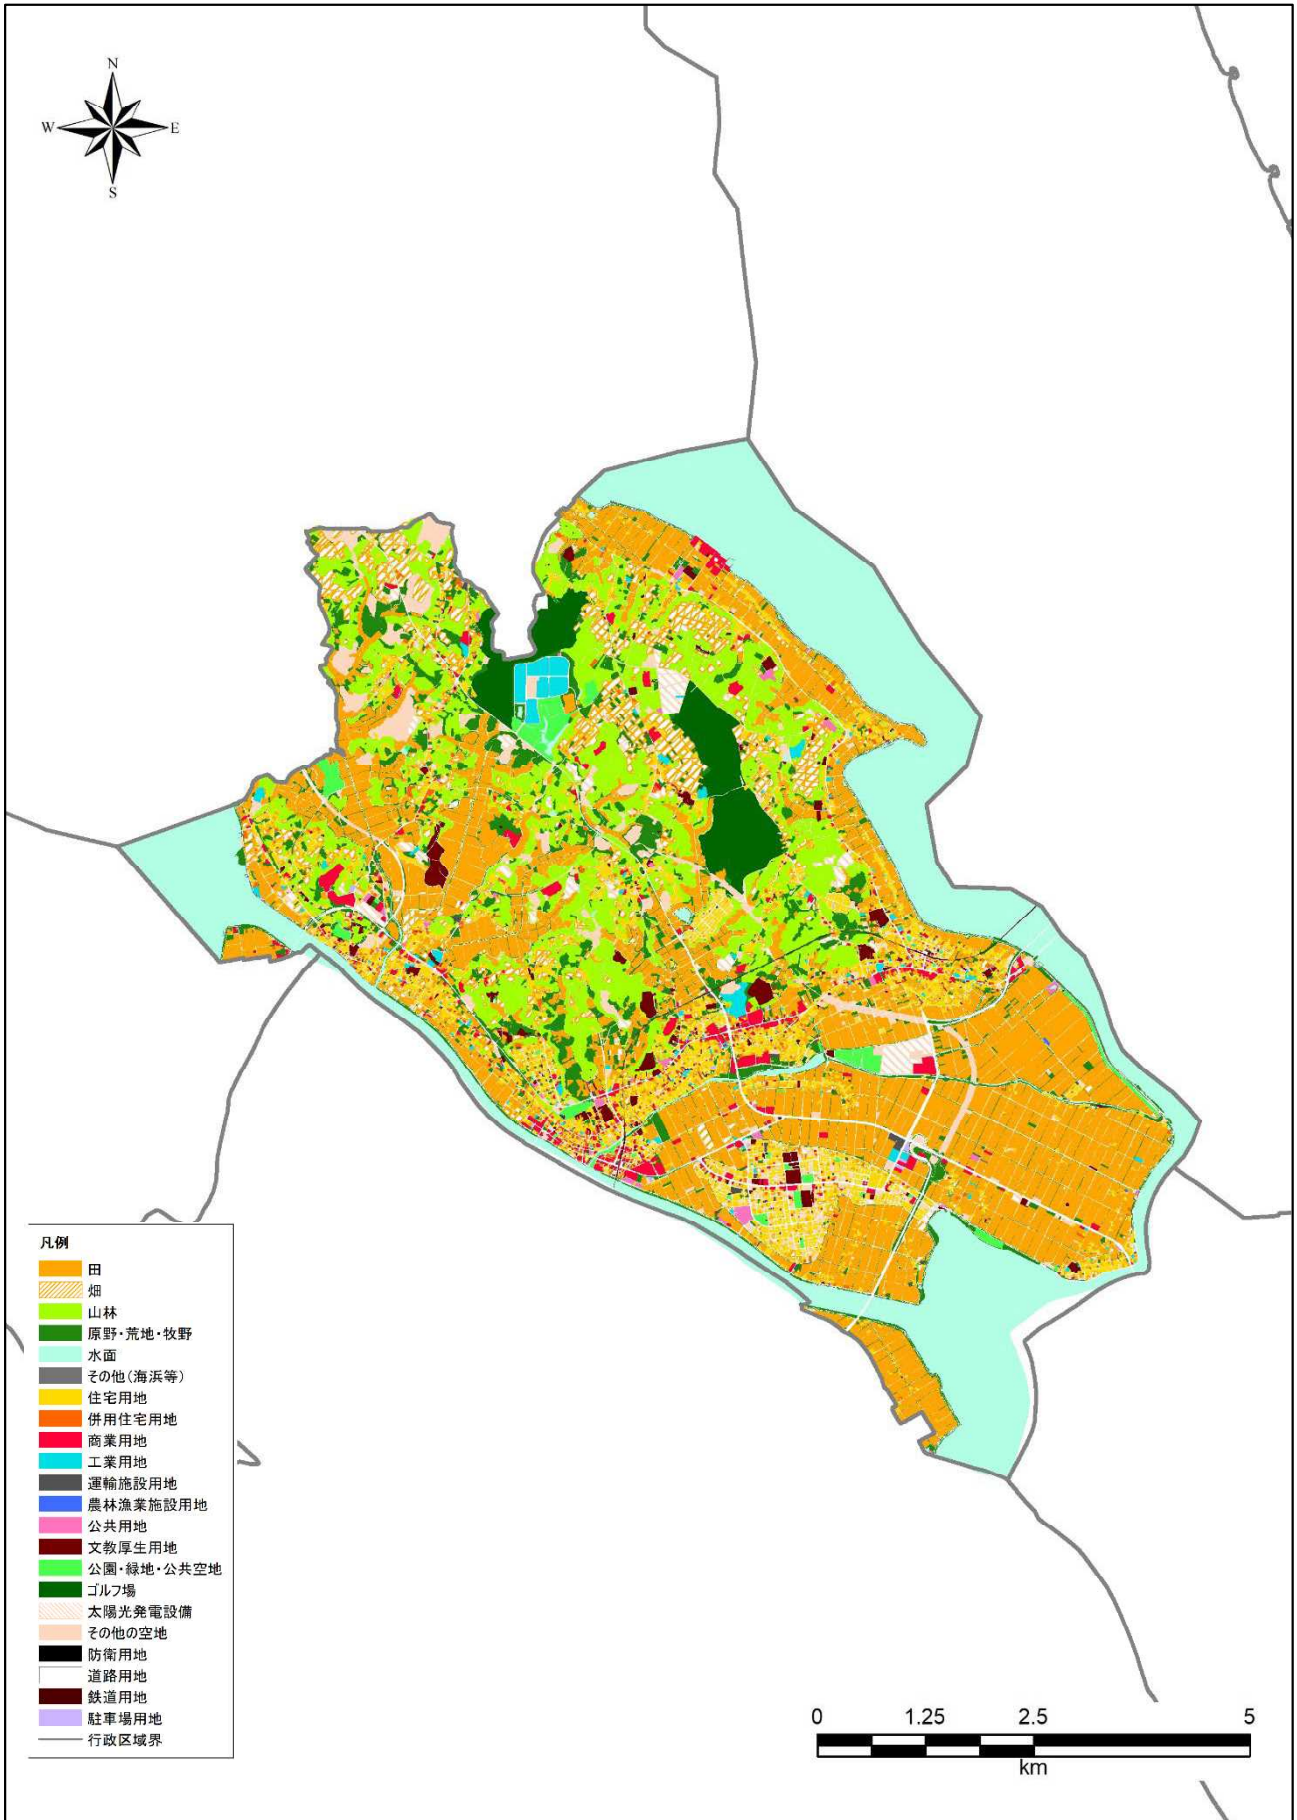 N
W E
S
凡例
田
畑
山林
原野・荒地・牧野
水面
その他(海浜等)
住宅用地
併用住宅用地
商業用地
工業用地
運輸施設用地
農林漁業施設用地
公共用地
文教厚生用地
公園・緑地・公共空地
ゴルフ場
太陽光発電設備
その他の空地
防衛用地
道路用地
鉄道用地
駐車場用地
行政区域界
0 1.25 2.5 5
km